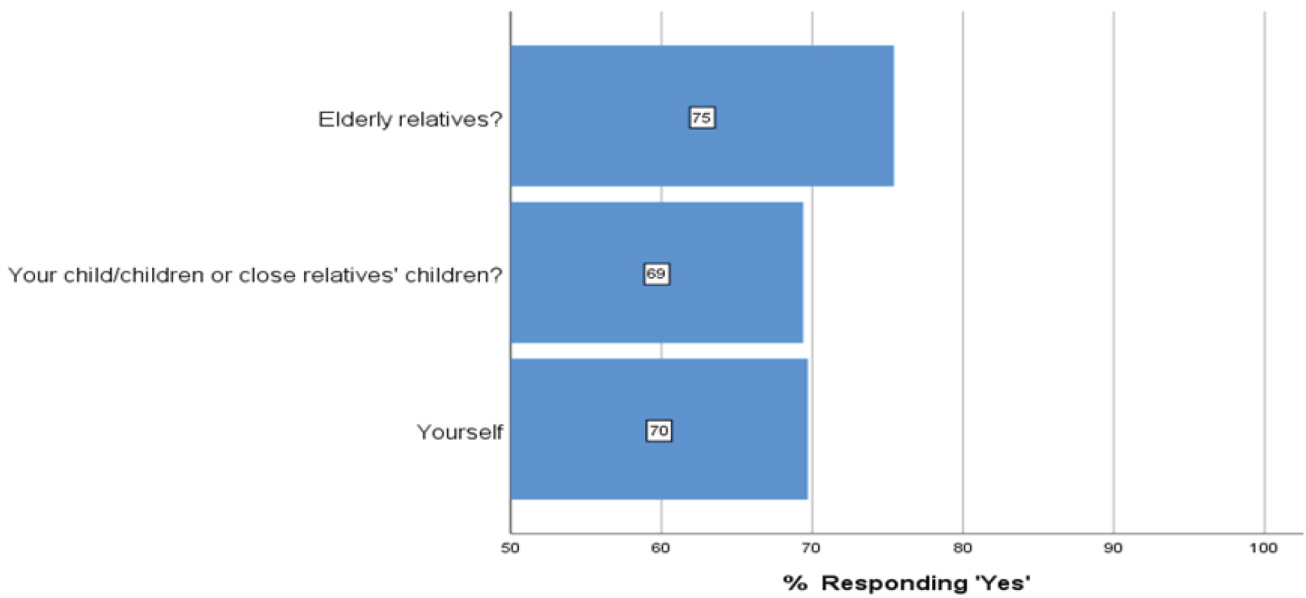 Elderly relatives?
75
Your child/children or close relatives' children?
69
Yourself
70
50 60 70 80 90 100
% Responding 'Yes'